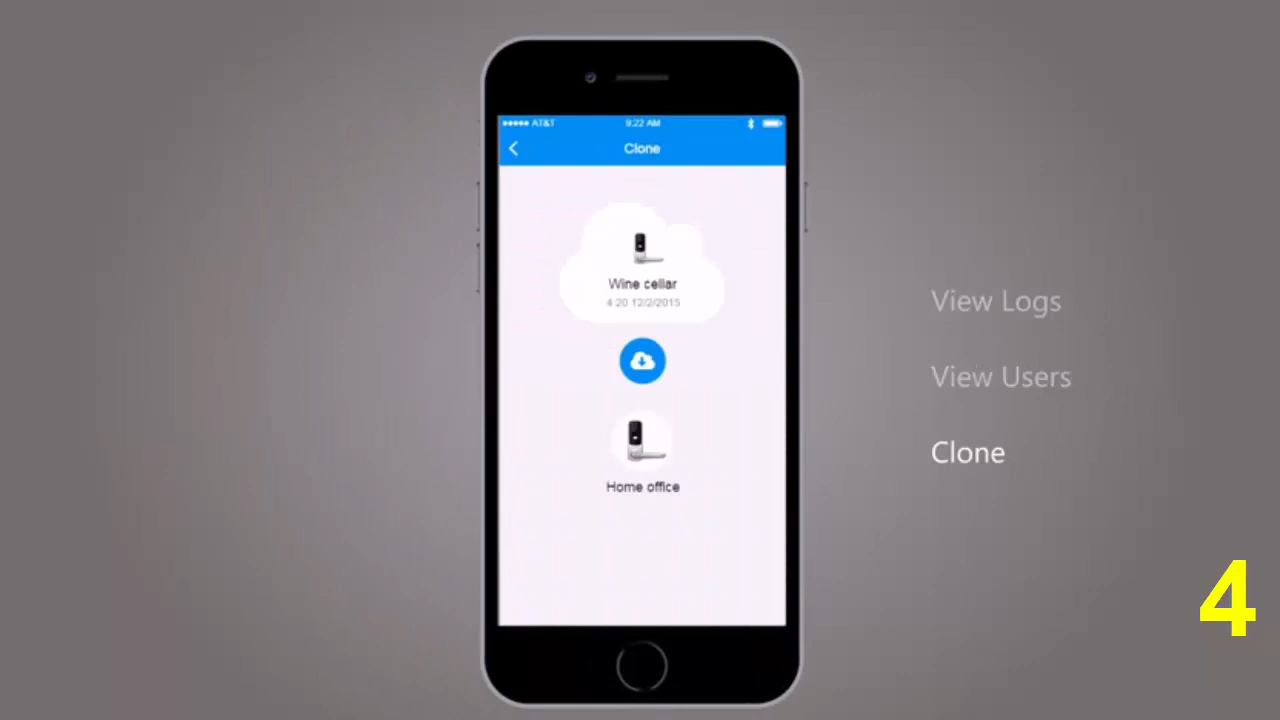 AT&T 9:22 AM
Clone
Wine cellar
4:20 12/2/2015
Home office
View Logs
View Users
Clone
4